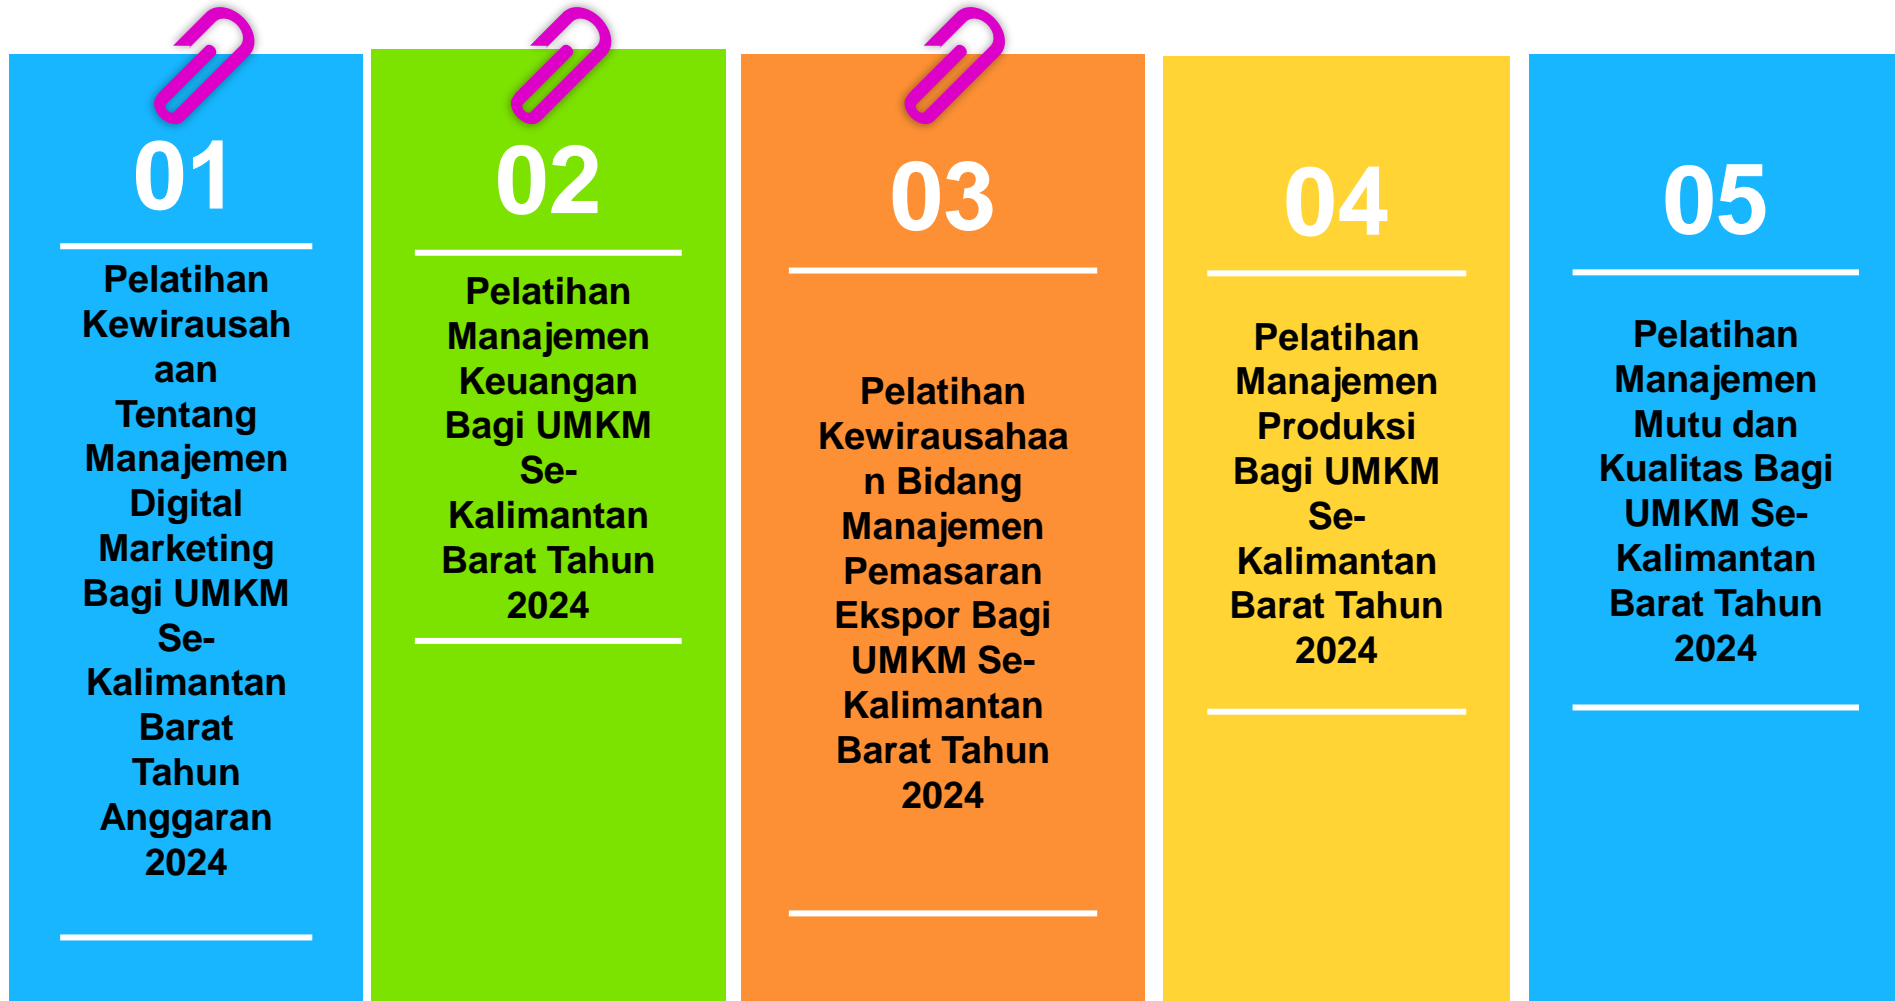 01
Pelatihan
Kewirausah
aan
Tentang
Manajemen
Digital
Marketing
Bagi UMKM
Se-
Kalimantan
Barat
Tahun
Anggaran
2024
02
Pelatihan
Manajemen
Keuangan
Bagi UMKM
Se-
Kalimantan
Barat Tahun
2024
03
Pelatihan
Kewirausahaa
n Bidang
Manajemen
Pemasaran
Ekspor Bagi
UMKM Se-
Kalimantan
Barat Tahun
2024
04
Pelatihan
Manajemen
Produksi
Bagi UMKM
Se-
Kalimantan
Barat Tahun
2024
05
Pelatihan
Manajemen
Mutu dan
Kualitas Bagi
UMKM Se-
Kalimantan
Barat Tahun
2024